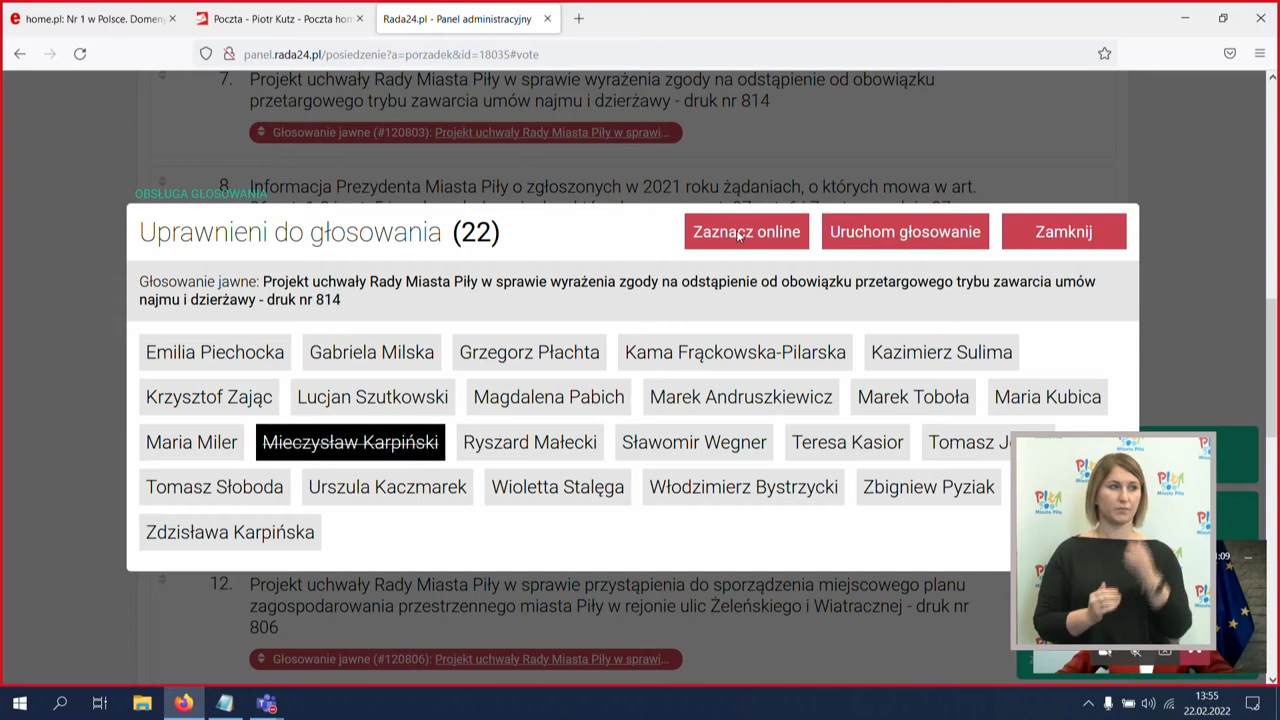 home.pl: Nr 1 w Polsce. Domeny
Poczta - Piotr Kutz - Poczta hom
Rada24.pl - Panel administracyjny
panel.rada24.pl/posiedzenie?a=porzadek&id=18035#vote
7. Projekt uchwały Rady Miasta Piły w sprawie wyrażenia zgody na odstąpienie od obowiązku
przetargowego trybu zawarcia umów najmu i dzierżawy - druk nr 814
Głosowanie jawne (#120803): Projekt uchwały Rady Miasta Piły w sprawi...
8. Informacja Prezydenta Miasta Piły o zgłoszonych w 2021 roku żądaniach, o których mowa w art.
OBSŁUGA GŁOSOWANIA
Uprawnieni do głosowania (22)
Zaznacz online
Uruchom głosowanie
Zamknij
Głosowanie jawne: Projekt uchwały Rady Miasta Piły w sprawie wyrażenia zgody na odstąpienie od obowiązku przetargowego trybu zawarcia umów
najmu i dzierżawy - druk nr 814
Emilia Piechocka Gabriela Milska Grzegorz Płachta Kama Frąckowska-Pilarska Kazimierz Sulima
Krzysztof Zając Lucjan Szutkowski Magdalena Pabich Marek Andruszkiewicz Marek Toboła Maria Kubica
Maria Miler Mieczysław Karpiński Ryszard Małecki Sławomir Wegner Teresa Kasior Tomasz
Tomasz Słoboda Urszula Kaczmarek Wioletta Stalęga Włodzimierz Bystrzycki Zbigniew Pyziak
Zdzisława Karpińska
12. Projekt uchwały Rady Miasta Piły w sprawie przystąpienia do sporządzenia miejscowego planu
zagospodarowania przestrzennego miasta Piły w rejonie ulic Żeleńskiego i Wiatracznej - druk nr
806
Głosowanie jawne (#120806): Projekt uchwały Rady Miasta Piły w sprawi...
:09
13:55
22.02.2022